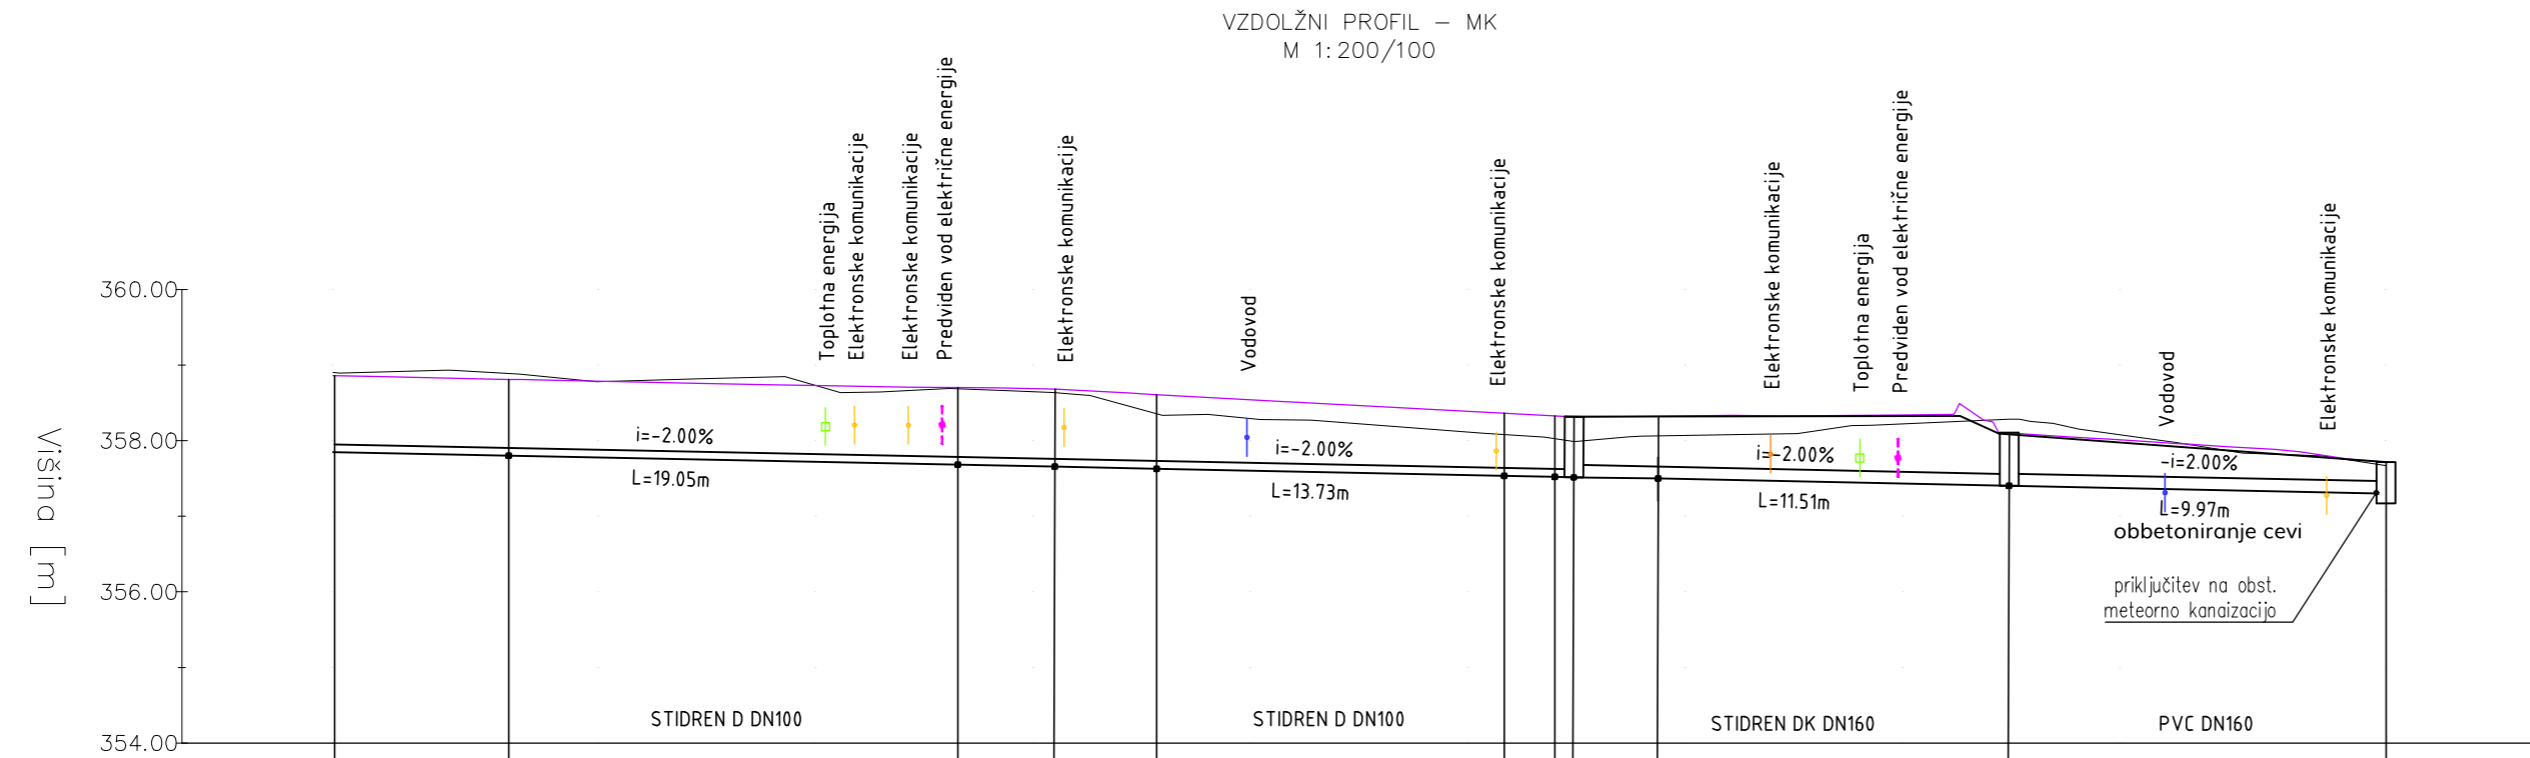 VZDOLŽNI PROFIL – MK
M 1:200/100
Toplotna energija
Elektronske komunikacije
Elektronske komunikacije
Predviden vod električne energije
Elektronske komunikacije
Vodovod
Elektronske komunikacije
Elektronske komunikacije
Toplotna energija
Predviden vod električne energije
Vodovod
Elektronske komunikacije
Višina [m]
360.00
358.00
356.00
354.00
i=-2.00%
L=19.05m
i=-2.00%
L=13.73m
i=-2.00%
L=11.51m
-i=2.00%
L=9.97m
obbetoniranje cevi
priključitev na obst.
meteorno kanaizacijo
STIDREN D DN100
STIDREN D DN100
STIDREN DK DN160
PVC DN160